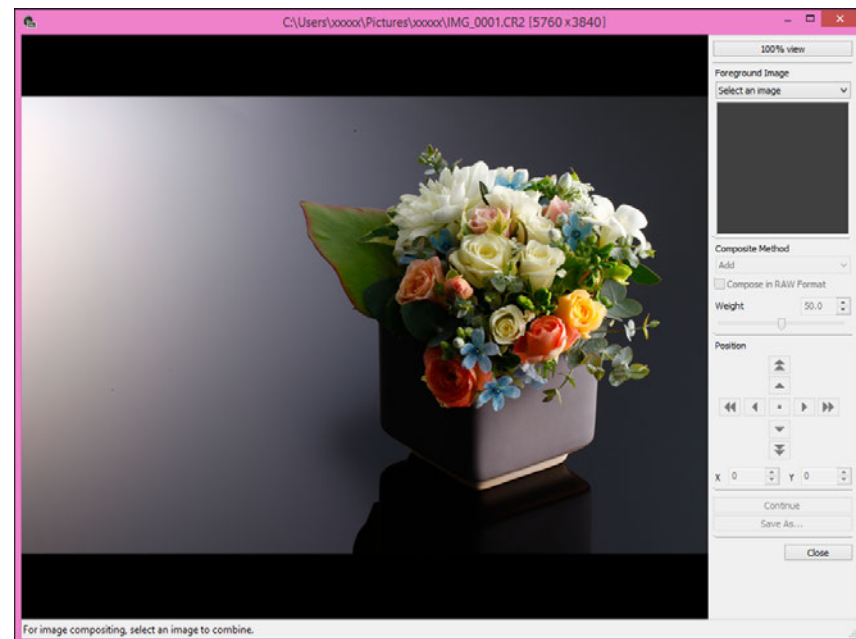 C:\Users\xxxxx\Pictures\xxxxx\IMG_0001.CR2 [5760×3840]
100% view
Foreground Image
Select an image
Composite Method
Add
Compose in RAW Format
Weight 50.0
Position
X 0 Y 0
Continue
Save As...
Close
For image compositing, select an image to combine.